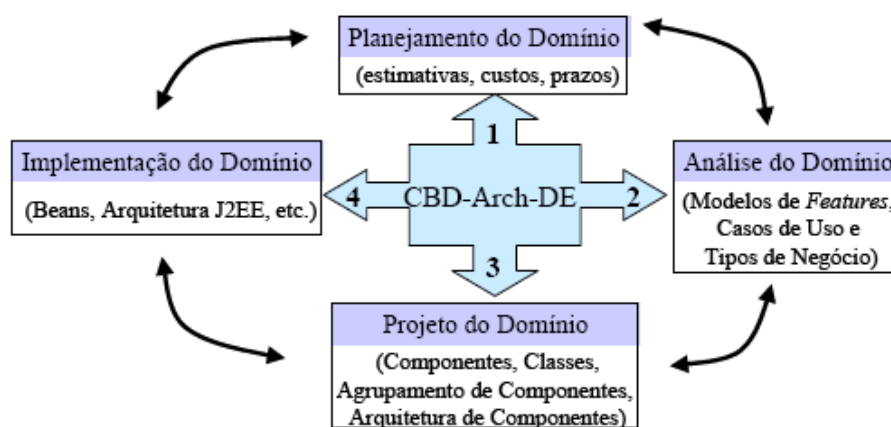 Planejamento do Domínio
(estimativas, custos, prazos)
1
Implementação do Domínio
(Beans, Arquitetura J2EE, etc.)
4
CBD-Arch-DE
2
Análise do Domínio
(Modelos de Features,
Casos de Uso e
Tipos de Negócio)
3
Projeto do Domínio
(Componentes, Classes,
Agrupamento de Componentes,
Arquitetura de Componentes)